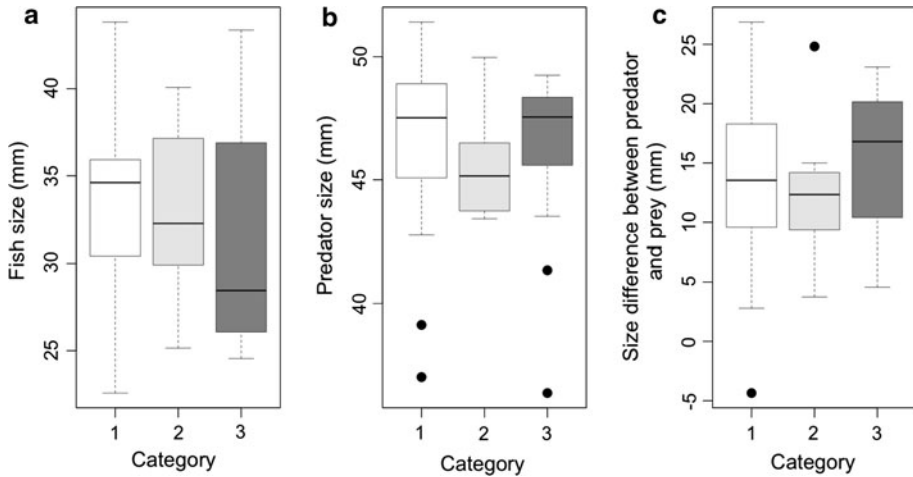 a
Fish size (mm)
40
35
30
25
1 2 3
Category
b
Predator size (mm)
50
45
40
1 2 3
Category
c
Size difference between predator
and prey (mm)
25
20
15
10
5
0
-5
1 2 3
Category